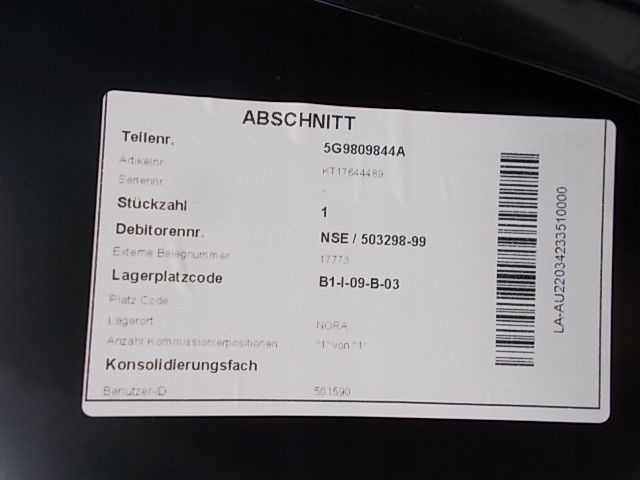 ABSCHNITT
Teilenr. 5G9809844A
Artikelnr. KT17644489
Seriennr. -
Stückzahl 1
Debitorennr. NSE / 503298-99
Externe Belegnummer 17773
Lagerplatzcode B1-I-09-B-03
Platz Code
Lagerort NORA
Anzahl Kommissionierpositionen "1" von "1"
Konsolidierungsfach
Benutzer-ID 501590
LA-AU22034233510000